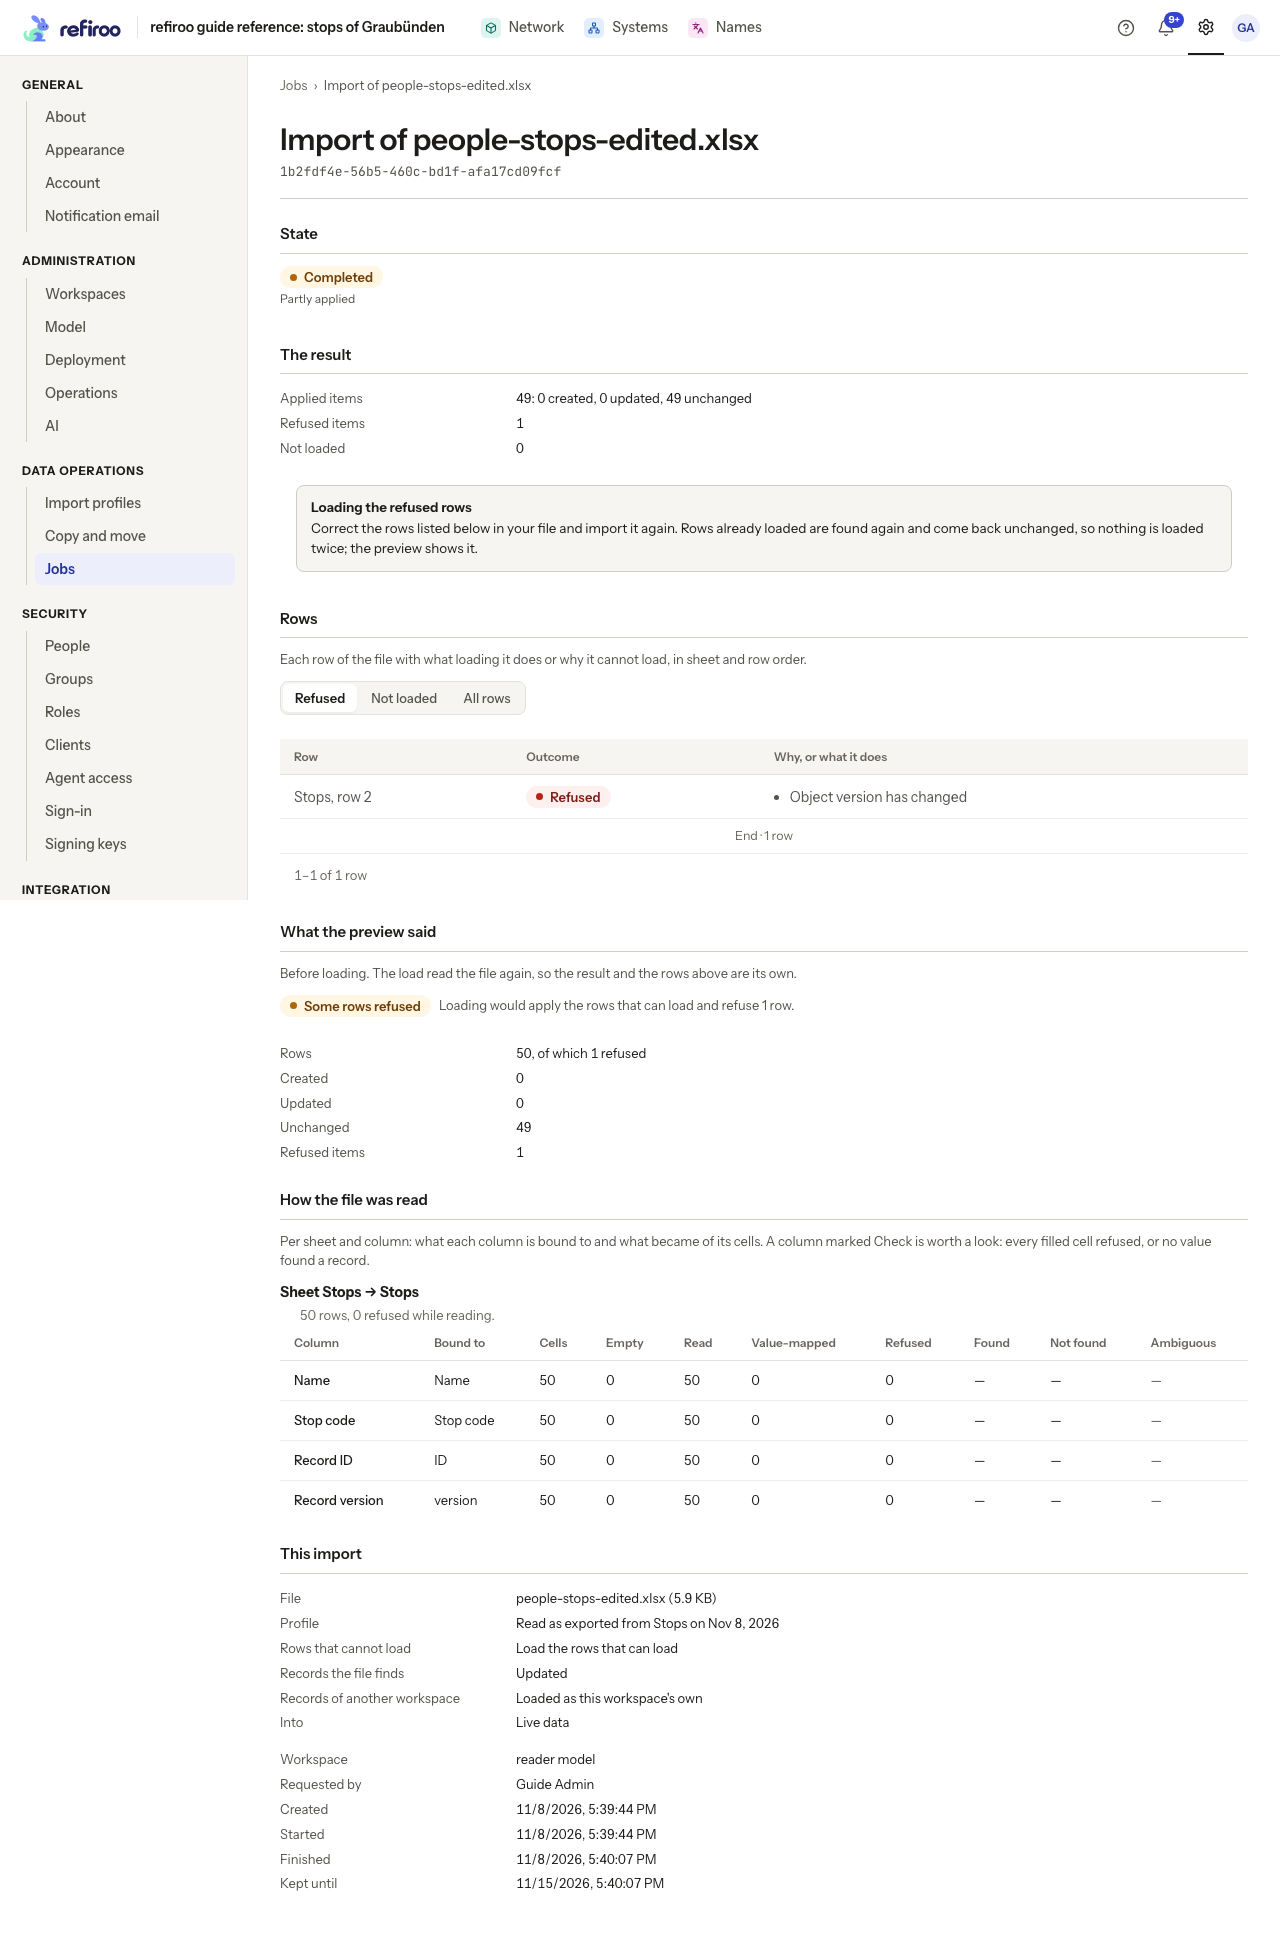 refiroo
refiroo guide reference: stops of Graubünden
Network
Systems
Names
9+
GA
GENERAL
About
Appearance
Account
Notification email
ADMINISTRATION
Workspaces
Model
Deployment
Operations
AI
DATA OPERATIONS
Import profiles
Copy and move
Jobs
SECURITY
People
Groups
Roles
Clients
Agent access
Sign-in
Signing keys
INTEGRATION
Jobs › Import of people-stops-edited.xlsx
Import of people-stops-edited.xlsx
1b2fdf4e-56b5-460c-bd1f-afa17cd09fcf
State
Completed
Partly applied
The result
Applied items 49: 0 created, 0 updated, 49 unchanged
Refused items 1
Not loaded 0
Loading the refused rows
Correct the rows listed below in your file and import it again. Rows already loaded are found again and come back unchanged, so nothing is loaded
twice; the preview shows it.
Rows
Each row of the file with what loading it does or why it cannot load, in sheet and row order.
Refused Not loaded All rows
Row Outcome Why, or what it does
Stops, row 2 Refused • Object version has changed
End · 1 row
1–1 of 1 row
What the preview said
Before loading. The load read the file again, so the result and the rows above are its own.
Some rows refused Loading would apply the rows that can load and refuse 1 row.
Rows 50, of which 1 refused
Created 0
Updated 0
Unchanged 49
Refused items 1
How the file was read
Per sheet and column: what each column is bound to and what became of its cells. A column marked Check is worth a look: every filled cell refused, or no value
found a record.
Sheet Stops → Stops
50 rows, 0 refused while reading.
Column Bound to Cells Empty Read Value-mapped Refused Found Not found Ambiguous
Name Name 50 0 50 0 0 — — —
Stop code Stop code 50 0 50 0 0 — — —
Record ID ID 50 0 50 0 0 — — —
Record version version 50 0 50 0 0 — — —
This import
File people-stops-edited.xlsx (5.9 KB)
Profile Read as exported from Stops on Nov 8, 2026
Rows that cannot load Load the rows that can load
Records the file finds Updated
Records of another workspace Loaded as this workspace's own
Into Live data
Workspace reader model
Requested by Guide Admin
Created 11/8/2026, 5:39:44 PM
Started 11/8/2026, 5:39:44 PM
Finished 11/8/2026, 5:40:07 PM
Kept until 11/15/2026, 5:40:07 PM